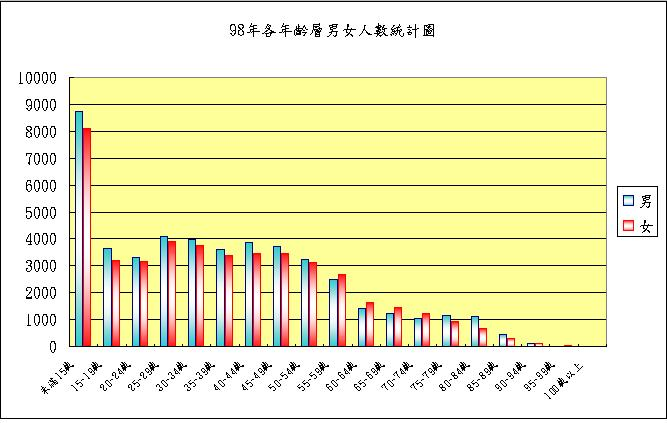 98年各年齡層男女人數統計圖
10000
9000
8000
7000
6000
5000
4000
3000
2000
1000
0
未滿15歲
15-19歲
20-24歲
25-29歲
30-34歲
35-39歲
40-44歲
45-49歲
50-54歲
55-59歲
60-64歲
65-69歲
70-74歲
75-79歲
80-84歲
85-89歲
90-94歲
95-99歲
100歲以上
男
女